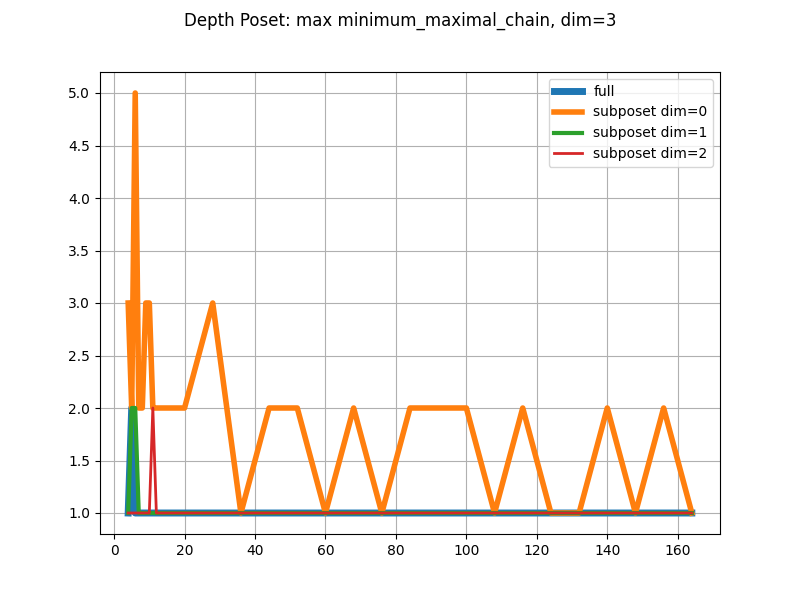 Depth Poset: max minimum_maximal_chain, dim=3
full
subposet dim=0
subposet dim=1
subposet dim=2
5.0
4.5
4.0
3.5
3.0
2.5
2.0
1.5
1.0
0 20 40 60 80 100 120 140 160